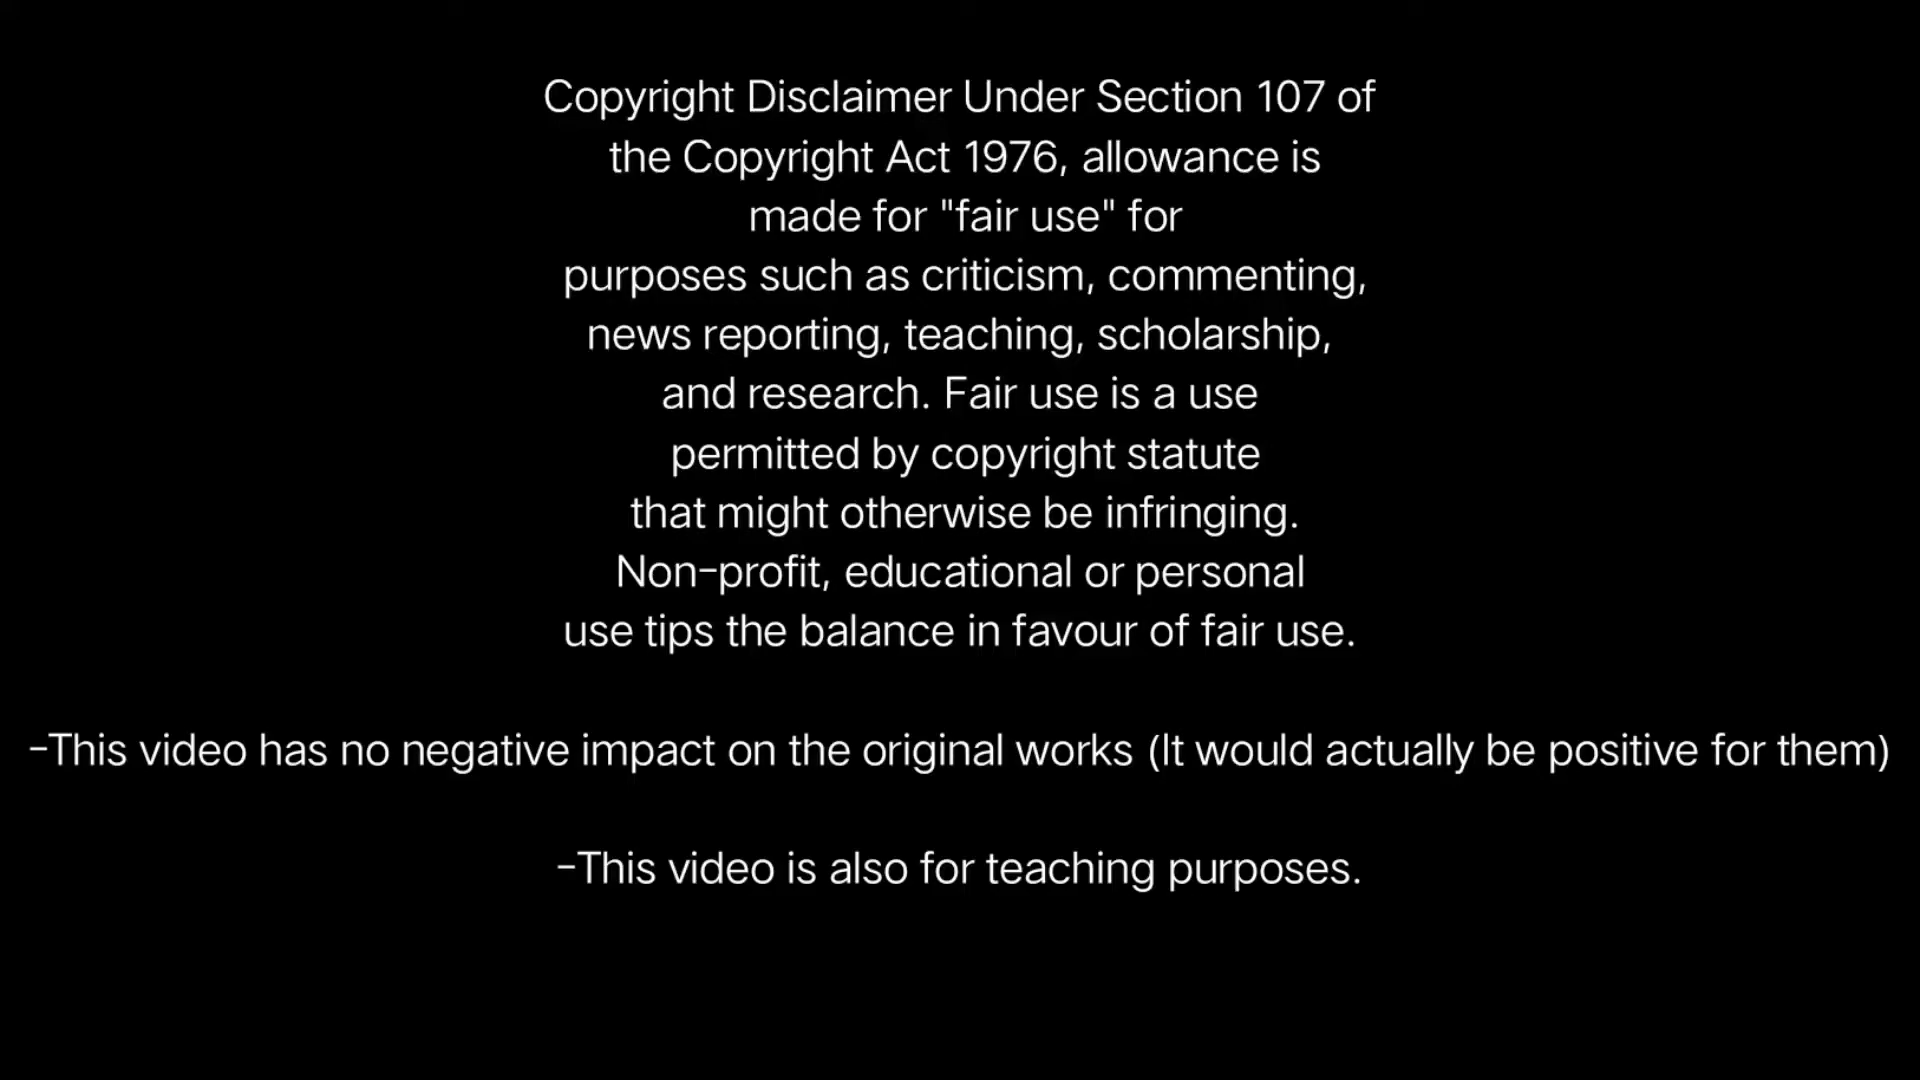 Copyright Disclaimer Under Section 107 of
the Copyright Act 1976, allowance is
made for "fair use" for
purposes such as criticism, commenting,
news reporting, teaching, scholarship,
and research. Fair use is a use
permitted by copyright statute
that might otherwise be infringing.
Non-profit, educational or personal
use tips the balance in favour of fair use.
-This video has no negative impact on the original works (It would actually be positive for them)
-This video is also for teaching purposes.